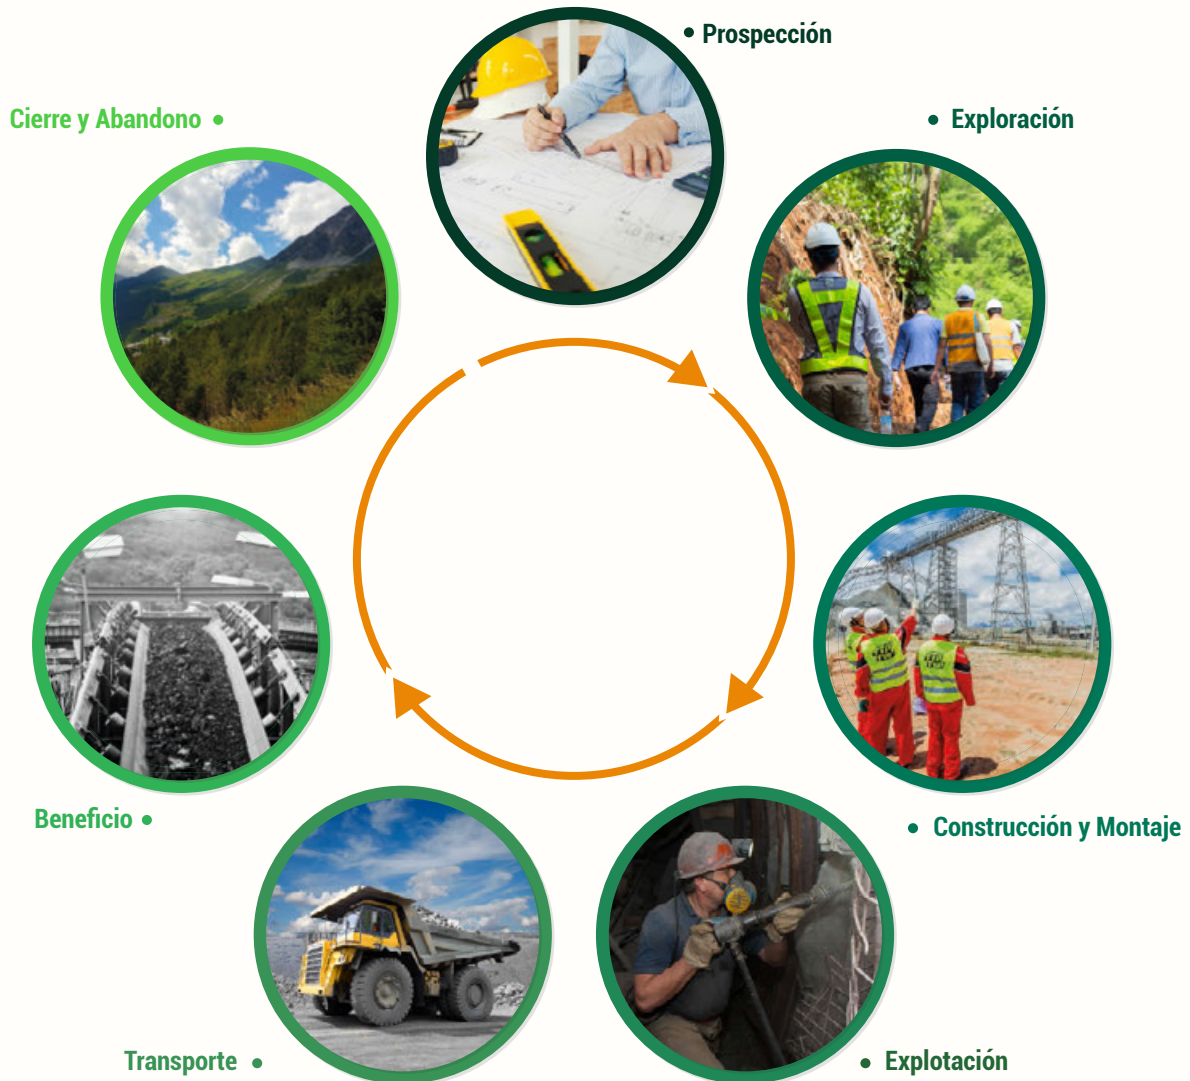 Prospección
Exploración
Construcción y Montaje
Explotación
Transporte
Beneficio
Cierre y Abandono